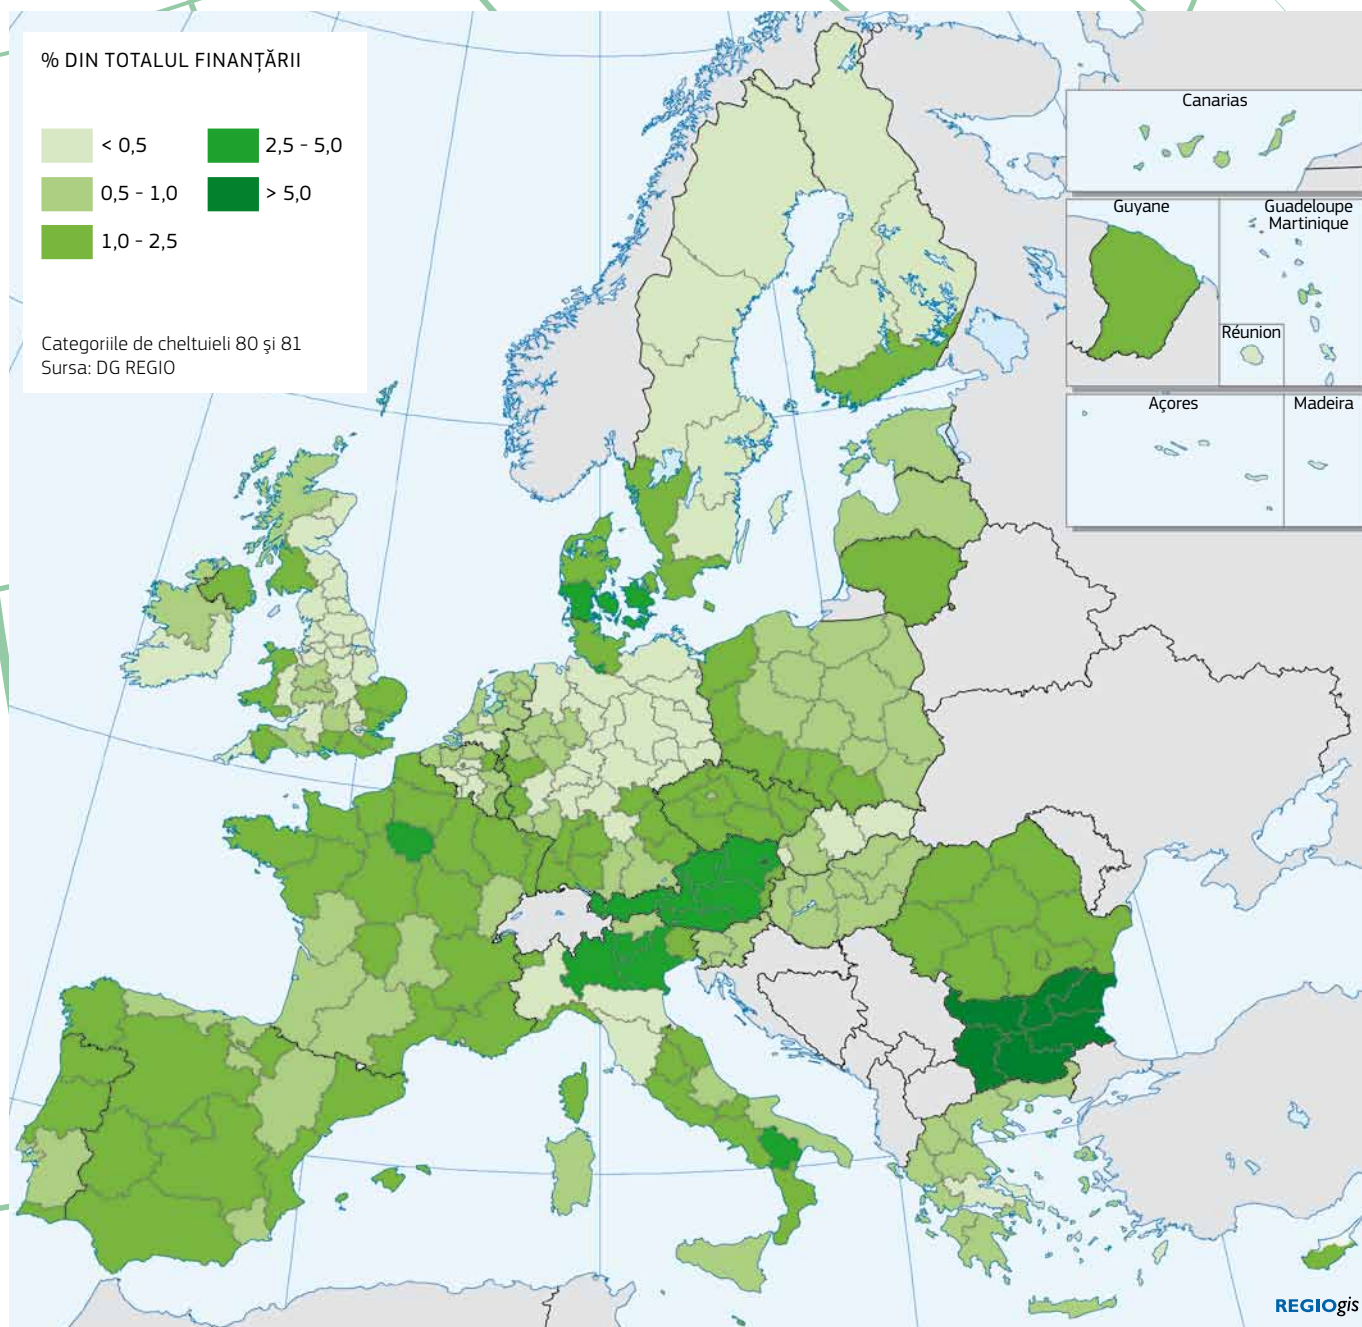 % DIN TOTALUL FINANȚĂRII
< 0,5
0,5 - 1,0
1,0 - 2,5
2,5 - 5,0
> 5,0
Categoriile de cheltuieli 80 și 81
Sursa: DG REGIO
Canarias
Guyane
Guadeloupe
Martinique
Réunion
Açores
Madeira
REGIOgis